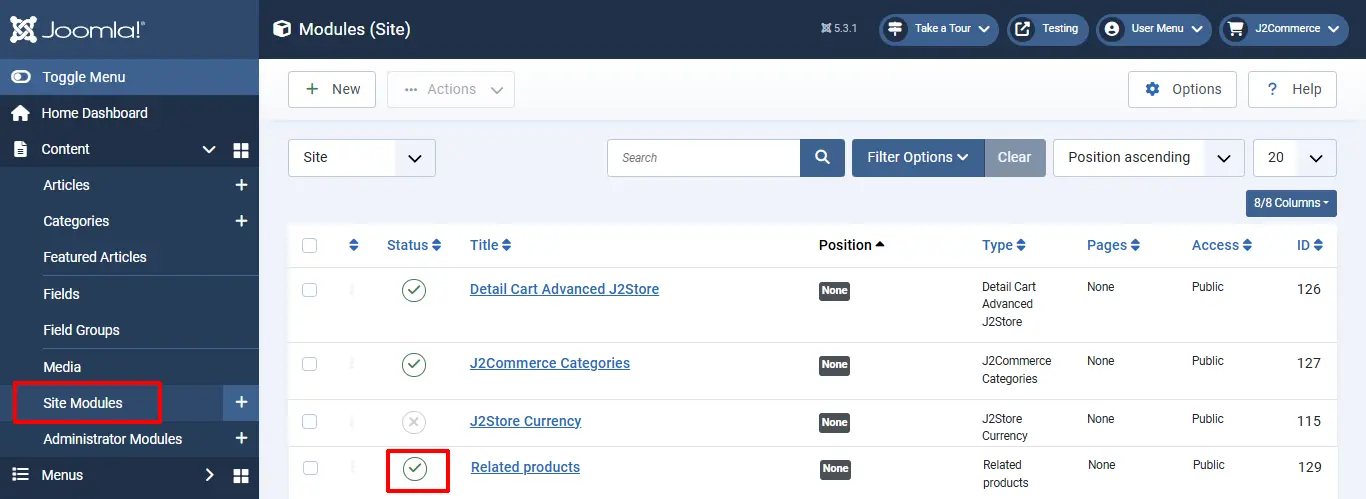 Joomla!
Modules (Site)
5.3.1
Take a Tour
Testing
User Menu
J2Commerce
Toggle Menu
Home Dashboard
Content
Articles
Categories
Featured Articles
Fields
Field Groups
Media
Site Modules
Administrator Modules
Menus
New
Actions
Options
Help
Site
Search
Filter Options
Clear
Position ascending
20
8/8 Columns
Status Title Position Type Pages Access ID
Detail Cart Advanced J2Store None Detail Cart None Public 126
Advanced
J2Store
J2Commerce Categories None J2Commerce None Public 127
Categories
J2Store Currency None J2Store None Public 115
Currency
Related products None Related None Public 129
products